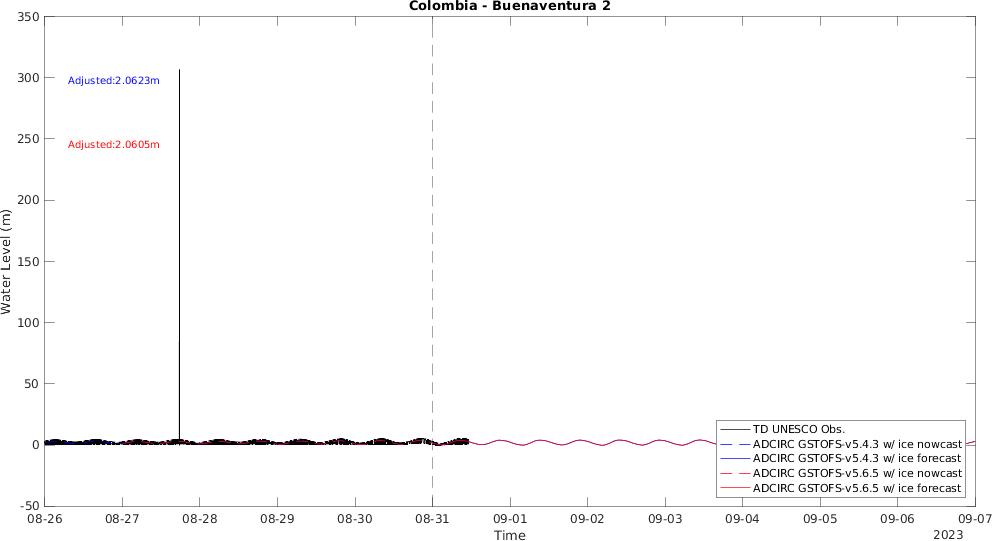 Colombia - Buenaventura 2
350
300
250
200
150
100
50
0
-50
Water Level (m)
Adjusted:2.0623m
Adjusted:2.0605m
TD UNESCO Obs.
ADCIRC GSTOFS-v5.4.3 w/ ice nowcast
ADCIRC GSTOFS-v5.4.3 w/ ice forecast
ADCIRC GSTOFS-v5.6.5 w/ ice nowcast
ADCIRC GSTOFS-v5.6.5 w/ ice forecast
08-26 08-27 08-28 08-29 08-30 08-31 09-01 09-02 09-03 09-04 09-05 09-06 09-07
Time
2023